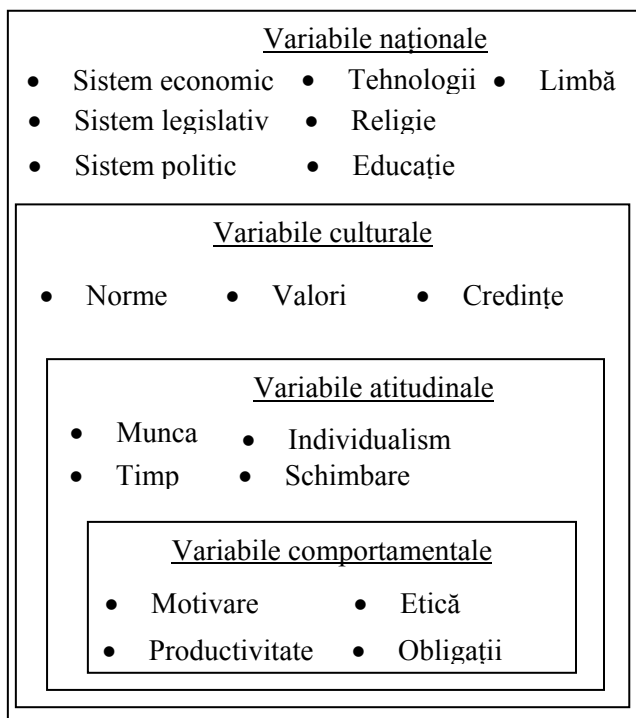 Variabile naționale
• Sistem economic • Tehnologii • Limbă
• Sistem legislativ • Religie
• Sistem politic • Educație
Variabile culturale
• Norme • Valori • Credințe
Variabile atitudinale
• Munca • Individualism
• Timp • Schimbare
Variabile comportamentale
• Motivare • Etică
• Productivitate • Obligații